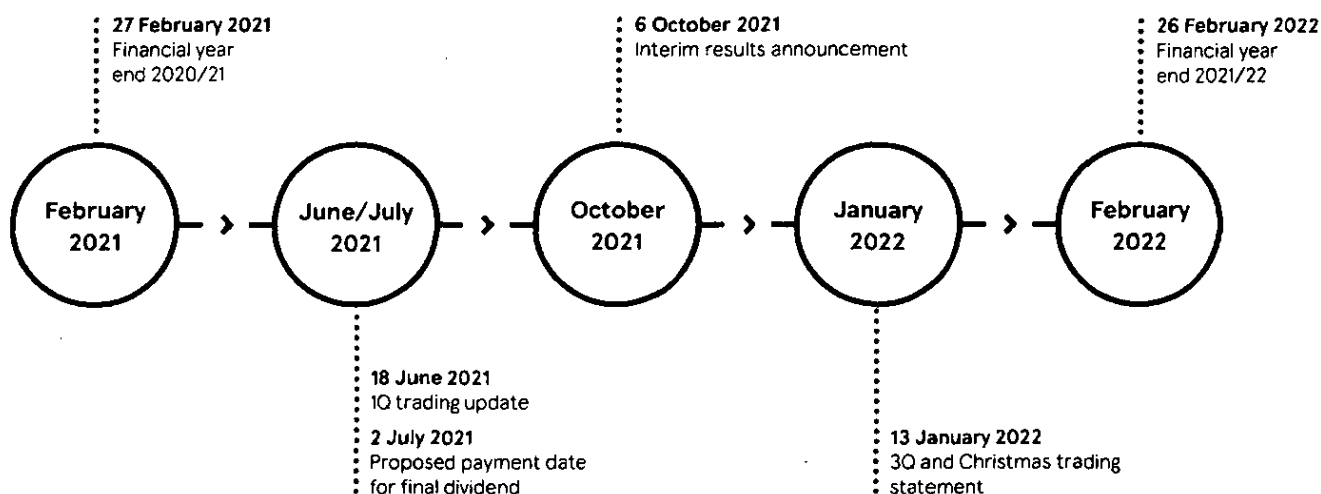 27 February 2021
Financial year
end 2020/21
6 October 2021
Interim results announcement
26 February 2022
Financial year
end 2021/22
February
2021
June/July
2021
October
2021
January
2022
February
2022
18 June 2021
1Q trading update
2 July 2021
Proposed payment date
for final dividend
13 January 2022
3Q and Christmas trading
statement